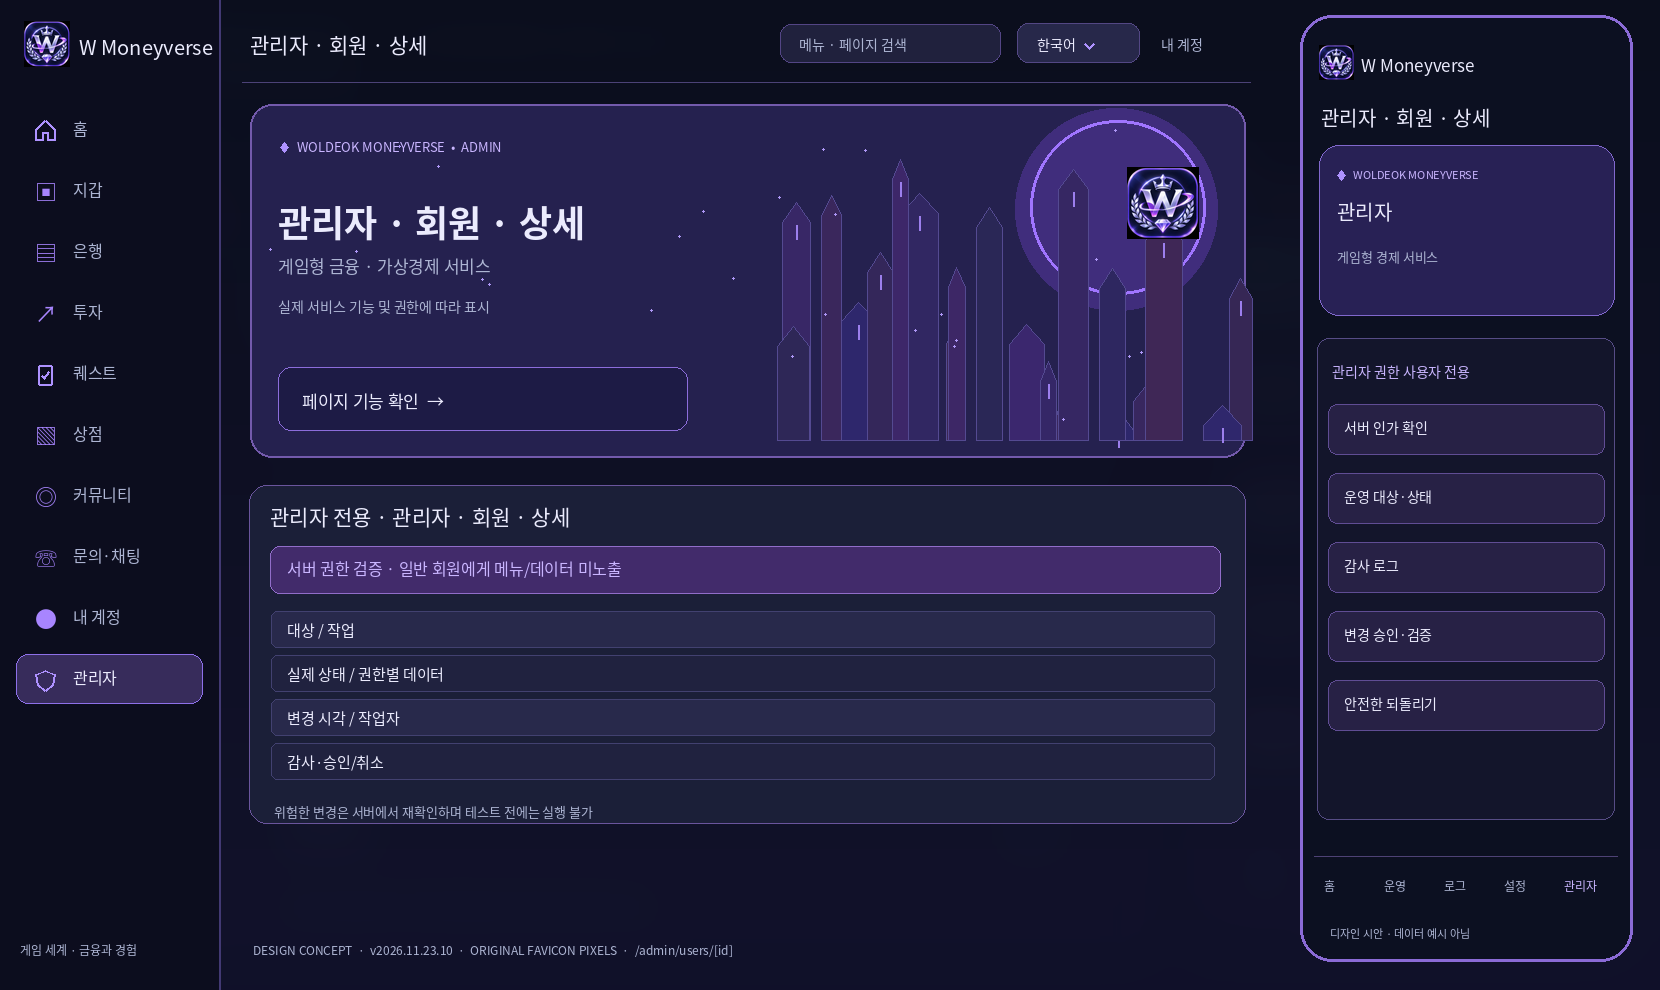 W Moneyverse
홈
지갑
은행
투자
퀘스트
상점
커뮤니티
문의·채팅
내 계정
관리자
게임 세계 · 금융과 경험
관리자 · 회원 · 상세
메뉴 · 페이지 검색
한국어
내 계정
WOLDEOK MONEYVERSE • ADMIN
관리자 · 회원 · 상세
게임형 금융 · 가상경제 서비스
실제 서비스 기능 및 권한에 따라 표시
페이지 기능 확인 →
관리자 전용 · 관리자 · 회원 · 상세
서버 권한 검증 · 일반 회원에게 메뉴/데이터 미노출
대상 / 작업
실제 상태 / 권한별 데이터
변경 시각 / 작업자
감사·승인/취소
위험한 변경은 서버에서 재확인하며 테스트 전에는 실행 불가
DESIGN CONCEPT · v2026.11.23.10 · ORIGINAL FAVICON PIXELS · /admin/users/[id]
W Moneyverse
관리자 · 회원 · 상세
WOLDEOK MONEYVERSE
관리자
게임형 경제 서비스
관리자 권한 사용자 전용
서버 인가 확인
운영 대상·상태
감사 로그
변경 승인·검증
안전한 되돌리기
홈 운영 로그 설정 관리자
디자인 시안 · 데이터 예시 아님